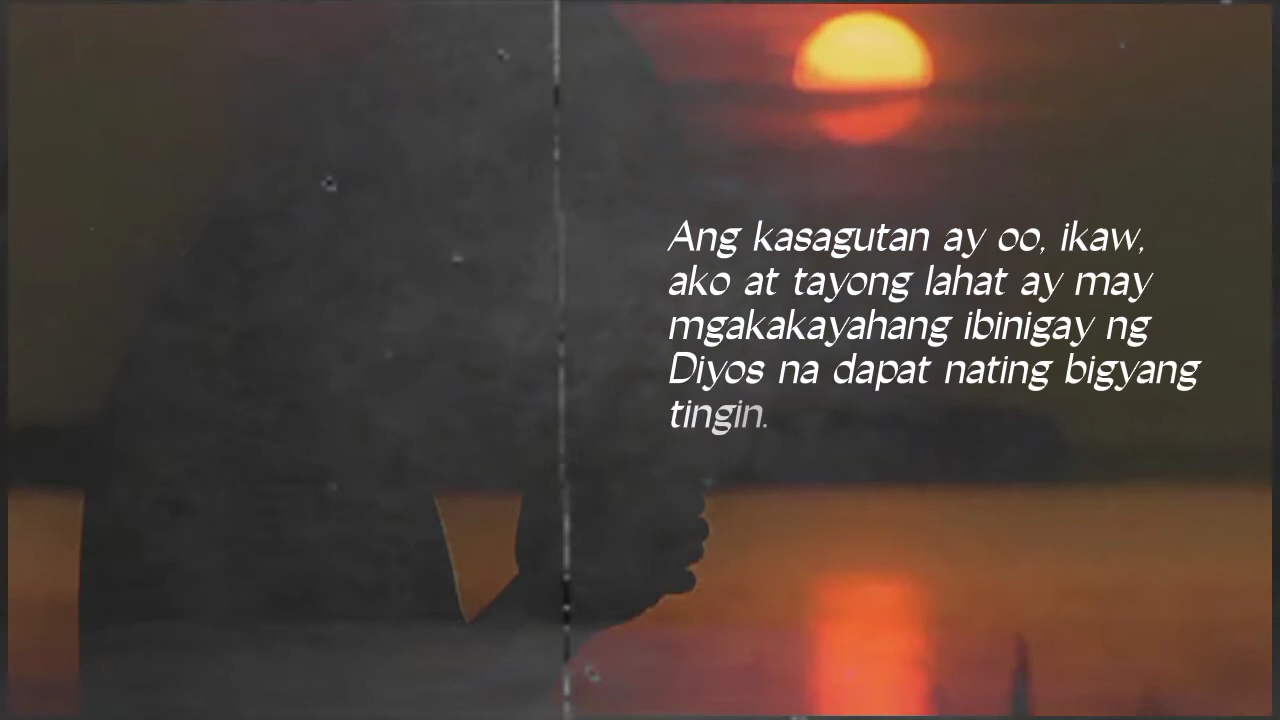 Ang kasagutan ay oo, ikaw,
ako at tayong lahat ay may
mgakakayahang ibinigay ng
Diyos na dapat nating bigyang
tingin.